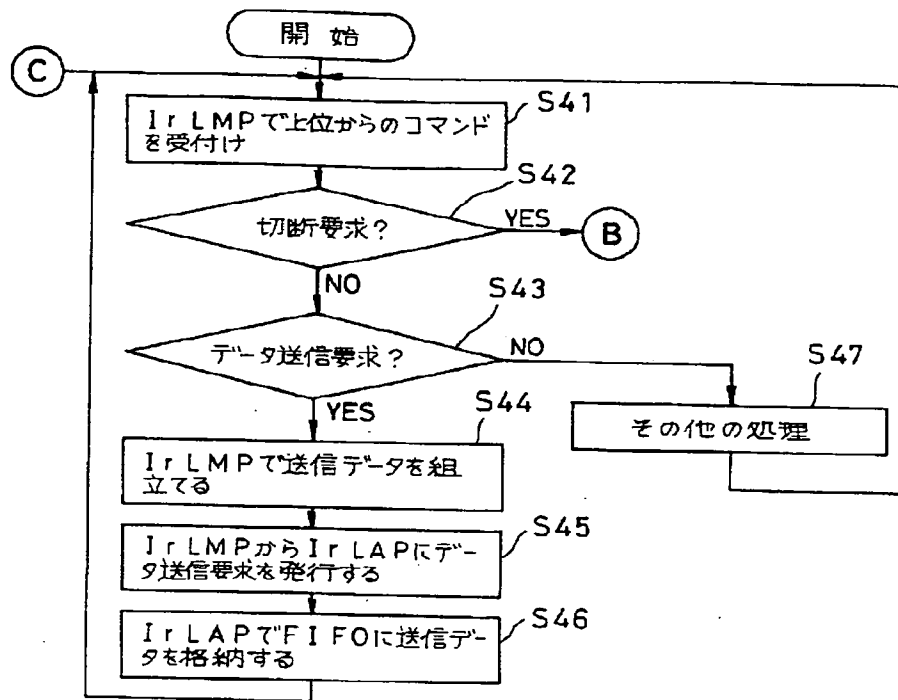 開始
C
S41
IrLMPで上位からのコマンド
を受付け
S42
切断要求?
YES
B
NO
S43
データ送信要求?
NO
S47
YES
その他の処理
S44
IrLMPで送信データを組
立てる
S45
IrLMPからIrLAPにデー
タ送信要求を発行する
S46
IrLAPでFIFOに送信デー
タを格納する